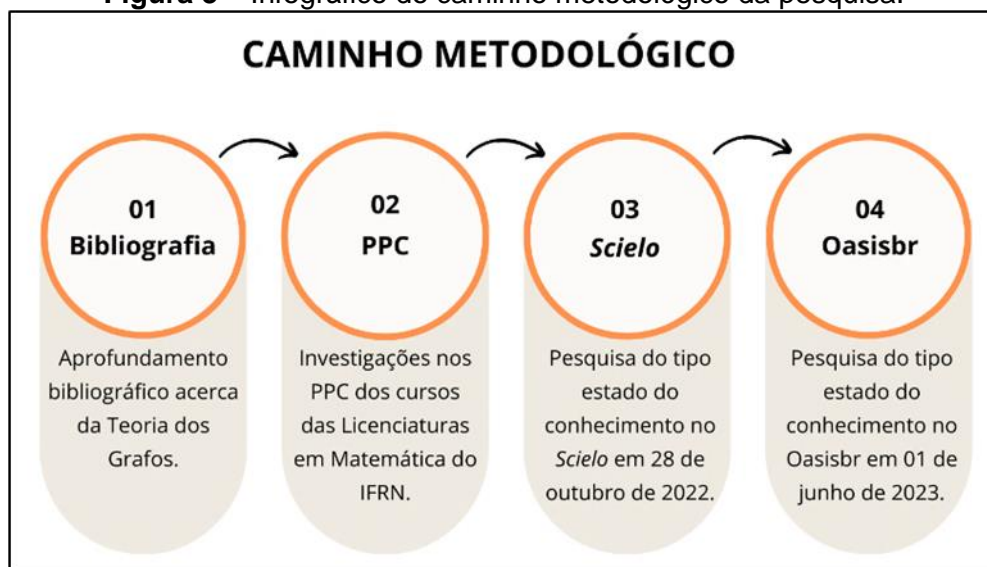 Infográfico do caminho metodológico da pesquisa.
CAMINHO METODOLÓGICO
01
Bibliografia
Aprofundamento
bibliográfico acerca
da Teoria dos
Grafos.
02
PPC
Investigações nos
PPC dos cursos
das Licenciaturas
em Matemática do
IFRN.
03
Scielo
Pesquisa do tipo
estado do
conhecimento no
Scielo em 28 de
outubro de 2022.
04
Oasisbr
Pesquisa do tipo
estado do
conhecimento no
Oasisbr em 01 de
junho de 2023.